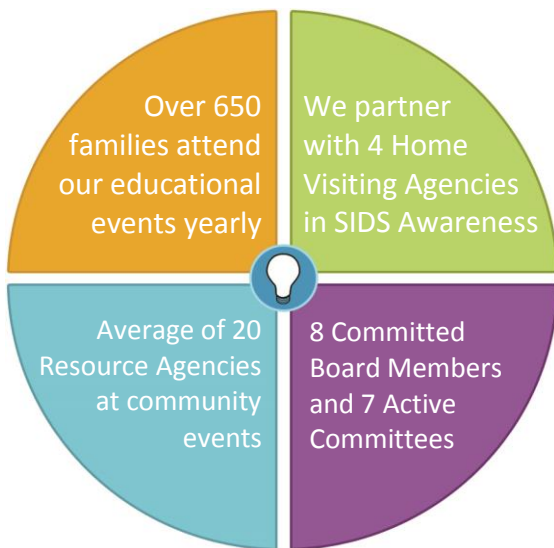 Over 650
families attend
our educational
events yearly
We partner
with 4 Home
Visiting Agencies
in SIDS Awareness
Average of 20
Resource Agencies
at community
events
8 Committed
Board Members
and 7 Active
Committees